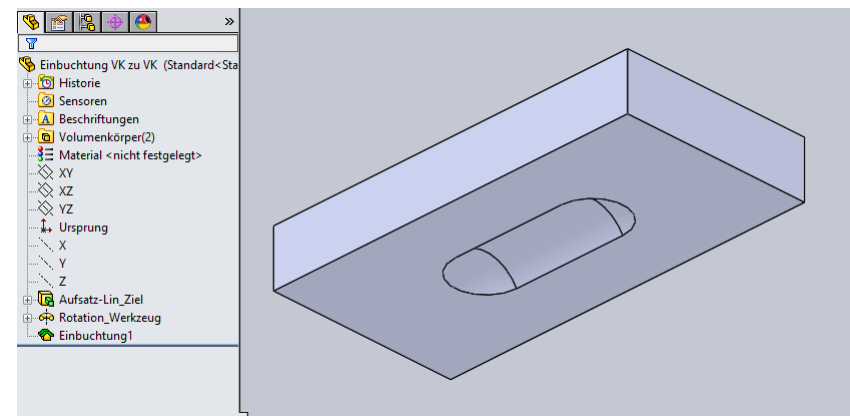 »
Einbuchtung VK zu VK (Standard<Sta
Historie
Sensoren
A Beschriftungen
Volumenkörper(2)
Material <nicht festgelegt>
XY
XZ
YZ
Ursprung
X
Y
Z
Aufsatz-Lin_Ziel
Rotation_Werkzeug
Einbuchtung1